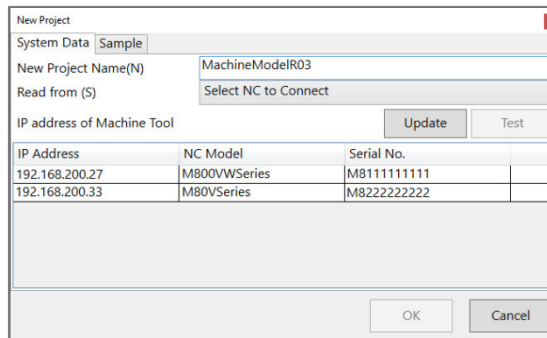 New Project
System Data Sample
New Project Name(N) MachineModelR03
Read from (S) Select NC to Connect
IP address of Machine Tool Update Test
IP Address NC Model Serial No.
192.168.200.27 M800VWSeries M8111111111
192.168.200.33 M80VSeries M8222222222
OK Cancel